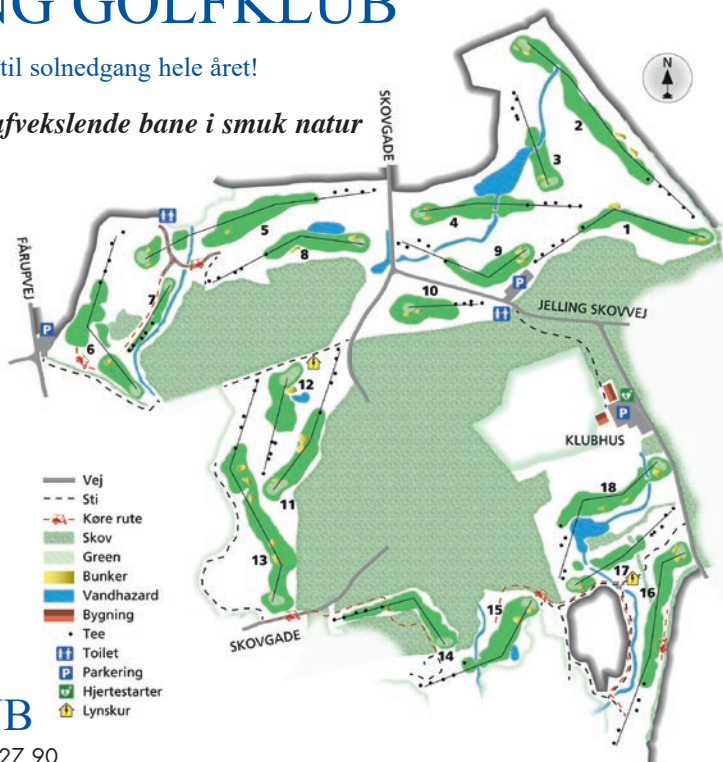 NG GOLFKLUB
til solnedgang hele året!
afvekslende bane i smuk natur
N
SKOVGADE
2
3
4
1
5
8
9
FÅRUPVEJ
P
7
6
10
P
JELLING SKOVVEJ
12
P
KLUBHUS
11
18
13
17
16
15
14
SKOVGADE
Vej
Sti
Køre rute
Skov
Green
Bunker
Vandhazard
Bygning
Tee
Toilet
P Parkering
Hjertestarter
Lynskur
UB
27 90